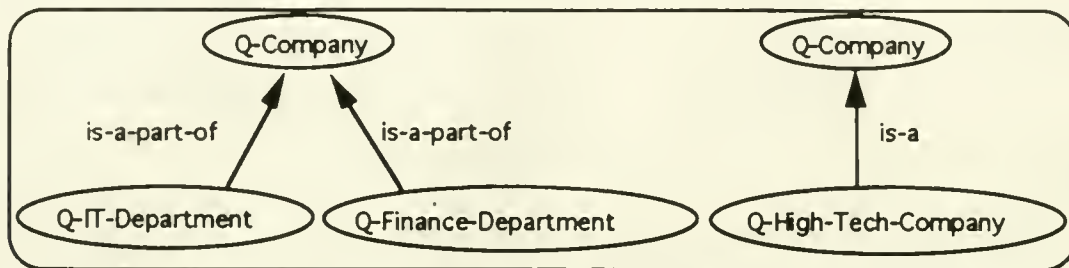 Q-Company
Q-Company
is-a-part-of
is-a-part-of
is-a
Q-IT-Department
Q-Finance-Department
Q-High-Tech-Company